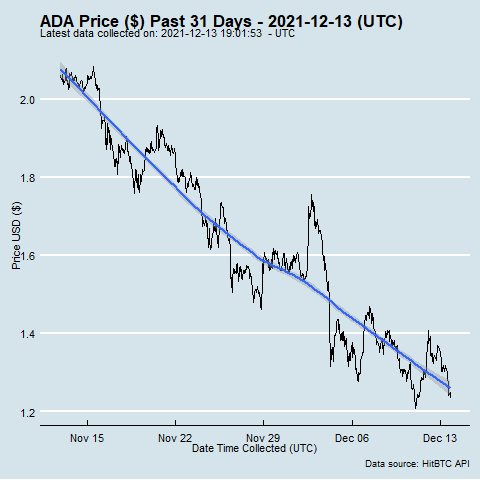 ADA Price ($) Past 31 Days - 2021-12-13 (UTC)
Latest data collected on: 2021-12-13 19:01:53 - UTC
2.0
1.8
1.6
1.4
1.2
Price USD ($)
Nov 15 Nov 22 Nov 29 Dec 06 Dec 13
Date Time Collected (UTC)
Data source: HitBTC API